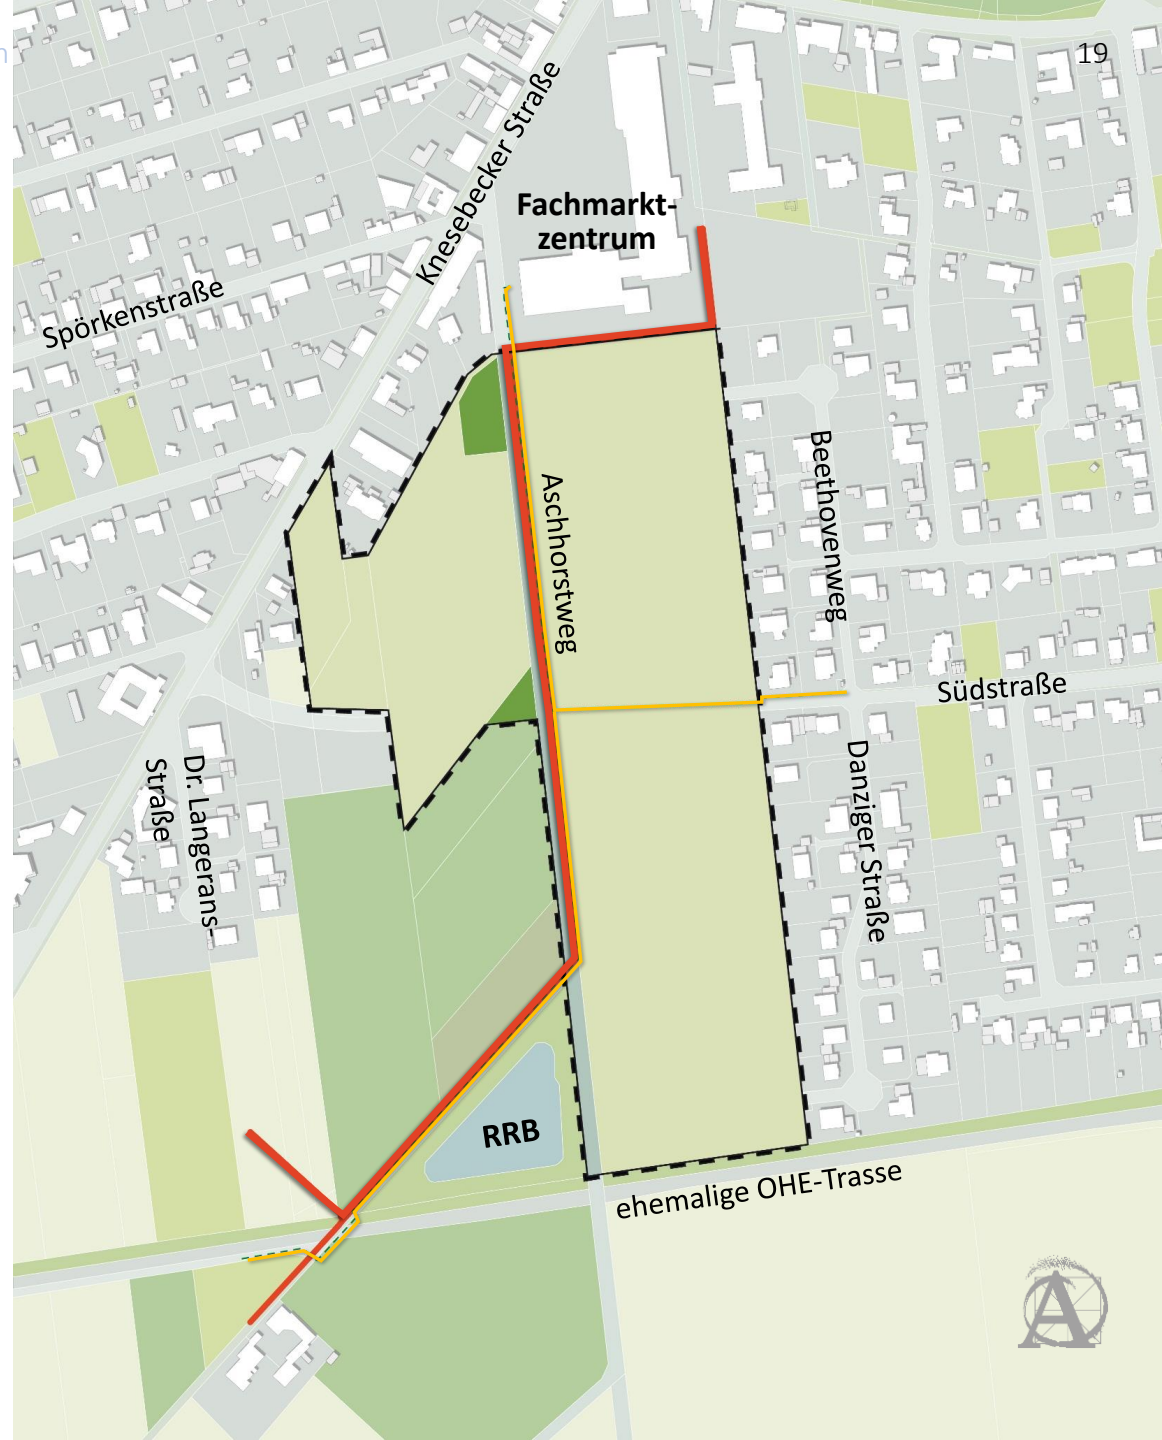 n
19
Knesebecker Straße
Fachmarkt-
zentrum
Spörkenstraße
Aschhorstweg
Beethovenweg
Südstraße
Dr. Langerans-
Straße
Danziger Straße
RRB
ehemalige OHE-Trasse
A